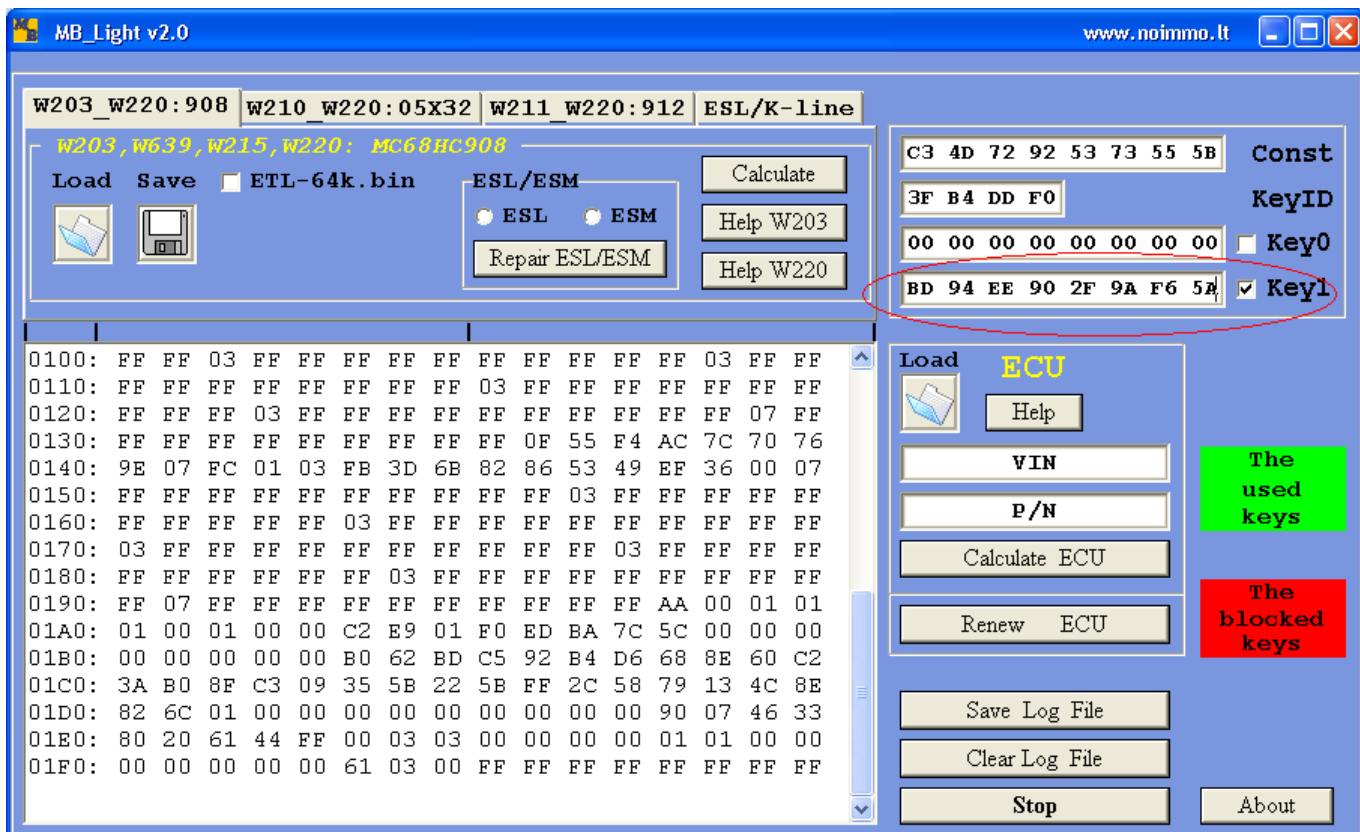 MB_Light v2.0 www.noimmo.lt
W203_W220:908 W210_W220:05X32 W211_W220:912 ESL/K-line
W203,W639,W215,W220: MC68HC908
Load Save ETL-64k.bin
ESL/ESM
ESL ESM
Repair ESL/ESM
Calculate
Help W203
Help W220
C3 4D 72 92 53 73 55 5B Const
3F B4 DD F0 KeyID
00 00 00 00 00 00 00 00 Key0
BD 94 EE 90 2F 9A F6 5A Key1
0100: FF FF 03 FF FF FF FF FF FF FF FF FF FF 03 FF FF
0110: FF FF FF FF FF FF FF FF 03 FF FF FF FF FF FF FF
0120: FF FF FF 03 FF FF FF FF FF FF FF FF FF FF 07 FF
0130: FF FF FF FF FF FF FF FF FF 0F 55 F4 AC 7C 70 76
0140: 9E 07 FC 01 03 FB 3D 6B 82 86 53 49 EF 36 00 07
0150: FF FF FF FF FF FF FF FF FF FF 03 FF FF FF FF FF
0160: FF FF FF FF FF 03 FF FF FF FF FF FF FF FF FF FF
0170: 03 FF FF FF FF FF FF FF FF FF FF 03 FF FF FF FF
0180: FF FF FF FF FF FF 03 FF FF FF FF FF FF FF FF FF
0190: FF 07 FF FF FF FF FF FF FF FF FF FF AA 00 01 01
01A0: 01 00 01 00 00 C2 E9 01 F0 ED BA 7C 5C 00 00 00
01B0: 00 00 00 00 00 B0 62 BD C5 92 B4 D6 68 8E 60 C2
01C0: 3A B0 8F C3 09 35 5B 22 5B FF 2C 58 79 13 4C 8E
01D0: 82 6C 01 00 00 00 00 00 00 00 00 00 90 07 46 33
01E0: 80 20 61 44 FF 00 03 03 00 00 00 00 01 01 00 00
01F0: 00 00 00 00 00 61 03 00 FF FF FF FF FF FF FF FF
Load ECU
Help
VIN
P/N
Calculate ECU
Renew ECU
The
used
keys
The
blocked
keys
Save Log File
Clear Log File
Stop
About